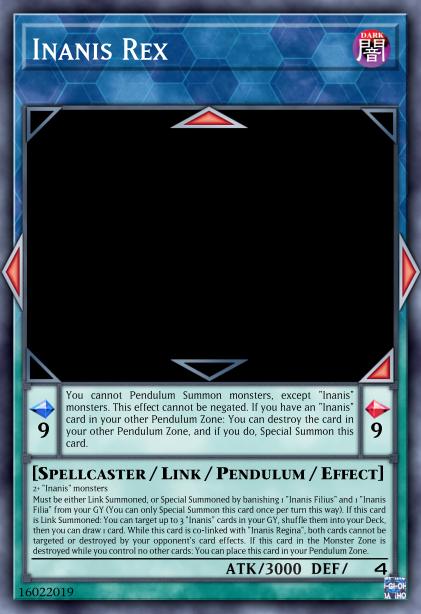 Inanis Rex
DARK
闇
You cannot Pendulum Summon monsters, except "Inanis"
monsters. This effect cannot be negated. If you have an "Inanis"
card in your other Pendulum Zone: You can destroy the card in
your other Pendulum Zone, and if you do, Special Summon this
card.
9
9
[Spellcaster / Link / Pendulum / Effect]
2+ "Inanis" monsters
Must be either Link Summoned, or Special Summoned by banishing 1 "Inanis Filius" and 1 "Inanis
Filia" from your GY (You can only Special Summon this card once per turn this way). If this card
is Link Summoned: You can target up to 3 "Inanis" cards in your GY, shuffle them into your Deck,
then you can draw 1 card. While this card is co-linked with "Inanis Regina", both cards cannot be
targeted or destroyed by your opponent's card effects. If this card in the Monster Zone is
destroyed while you control no other cards: You can place this card in your Pendulum Zone.
ATK/3000 DEF/ 4
16022019